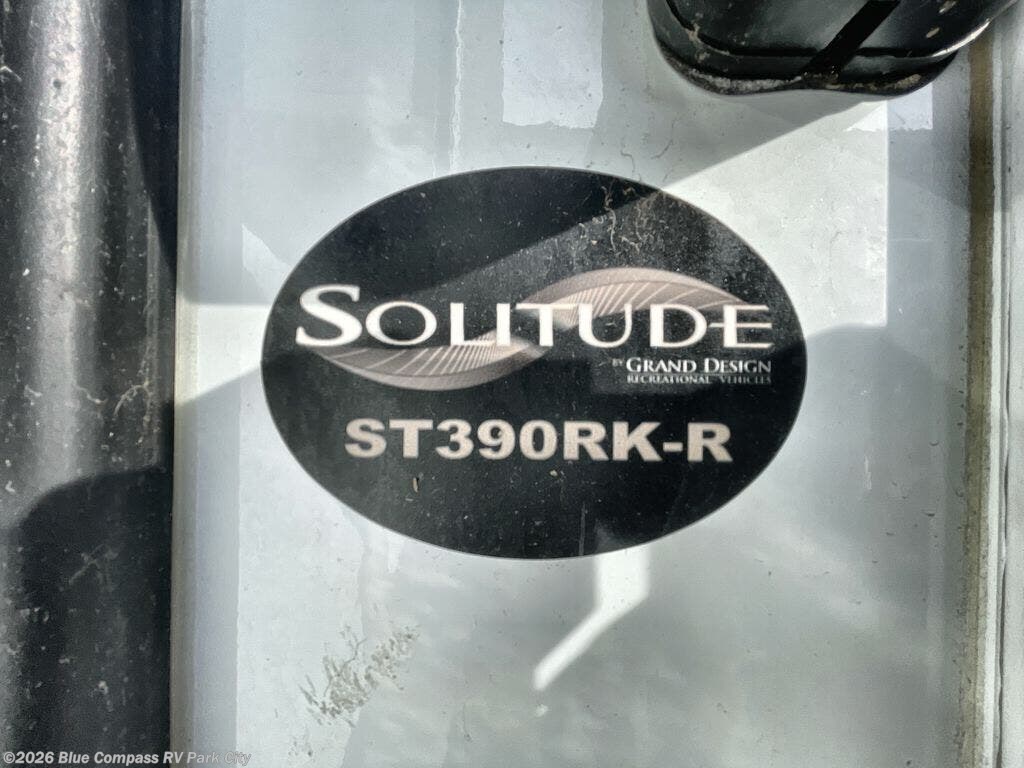 SOLITUDE
BY GRAND DESIGN
RECREATIONAL VEHICLES
ST390RK-R
©2026 Blue Compass RV Park City